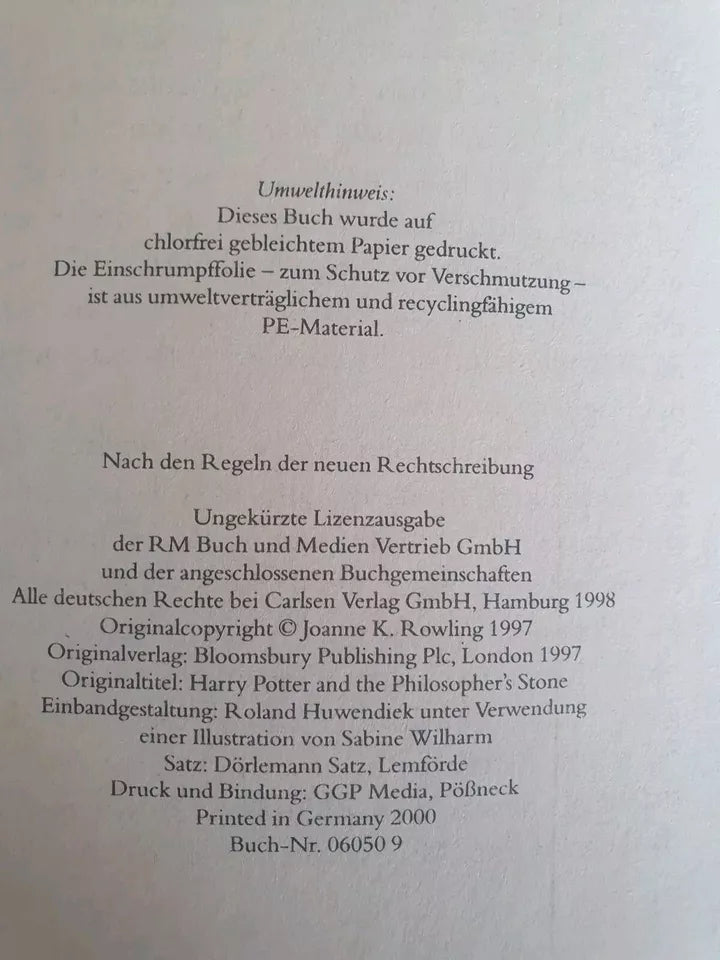 Umwelthinweis:
Dieses Buch wurde auf
chlorfrei gebleichtem Papier gedruckt.
Die Einschrumpffolie – zum Schutz vor Verschmutzung –
ist aus umweltverträglichem und recyclingfähigem
PE-Material.
Nach den Regeln der neuen Rechtschreibung
Ungekürzte Lizenzausgabe
der RM Buch und Medien Vertrieb GmbH
und der angeschlossenen Buchgemeinschaften
Alle deutschen Rechte bei Carlsen Verlag GmbH, Hamburg 1998
Originalcopyright © Joanne K. Rowling 1997
Originalverlag: Bloomsbury Publishing Plc, London 1997
Originaltitel: Harry Potter and the Philosopher's Stone
Einbandgestaltung: Roland Huwendiek unter Verwendung
einer Illustration von Sabine Wilharm
Satz: Dörlemann Satz, Lemförde
Druck und Bindung: GGP Media, Pößneck
Printed in Germany 2000
Buch-Nr. 06050 9